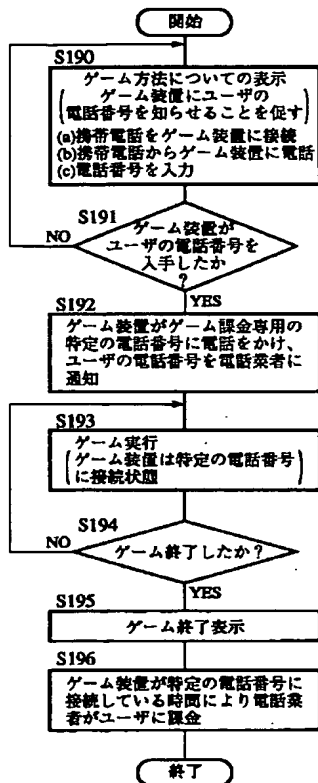 開始
S190
ゲーム方法についての表示
(ゲーム装置にユーザの
電話番号を知らせることを促す)
(a)携帯電話をゲーム装置に接続
(b)携帯電話からゲーム装置に電話
(c)電話番号を入力
S191
ゲーム装置が
ユーザの電話番号を
入手したか
?
NO
YES
S192
ゲーム装置がゲーム課金専用の
特定の電話番号に電話をかけ、
ユーザの電話番号を電話業者に
通知
S193
ゲーム実行
(ゲーム装置は特定の電話番号
に接続状態)
S194
ゲーム終了したか?
NO
YES
S195
ゲーム終了表示
S196
ゲーム装置が特定の電話番号に
接続している時間により電話業
者がユーザに課金
終了